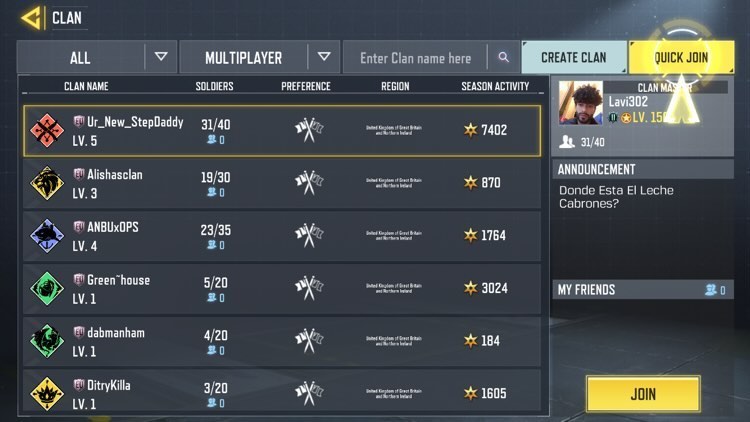 CLAN
ALL
MULTIPLAYER
Enter Clan name here
CREATE CLAN
QUICK JOIN
CLAN NAME SOLDIERS PREFERENCE REGION SEASON ACTIVITY
Ur_New_StepDaddy
LV. 5
31/40
0
United Kingdom of Great Britain
and Northern Ireland
7402
Alishasclan
LV. 3
19/30
0
United Kingdom of Great Britain
and Northern Ireland
870
ANBUxOPS
LV. 4
23/35
0
United Kingdom of Great Britain
and Northern Ireland
1764
Green~house
LV. 1
5/20
0
United Kingdom of Great Britain
and Northern Ireland
3024
dabmanham
LV. 1
4/20
0
United Kingdom of Great Britain
and Northern Ireland
184
DitryKilla
LV. 1
3/20
0
United Kingdom of Great Britain
and Northern Ireland
1605
CLAN MASTER
Lavi302
LV. 150
31/40
ANNOUNCEMENT
Donde Esta El Leche
Cabrones?
MY FRIENDS
0
JOIN